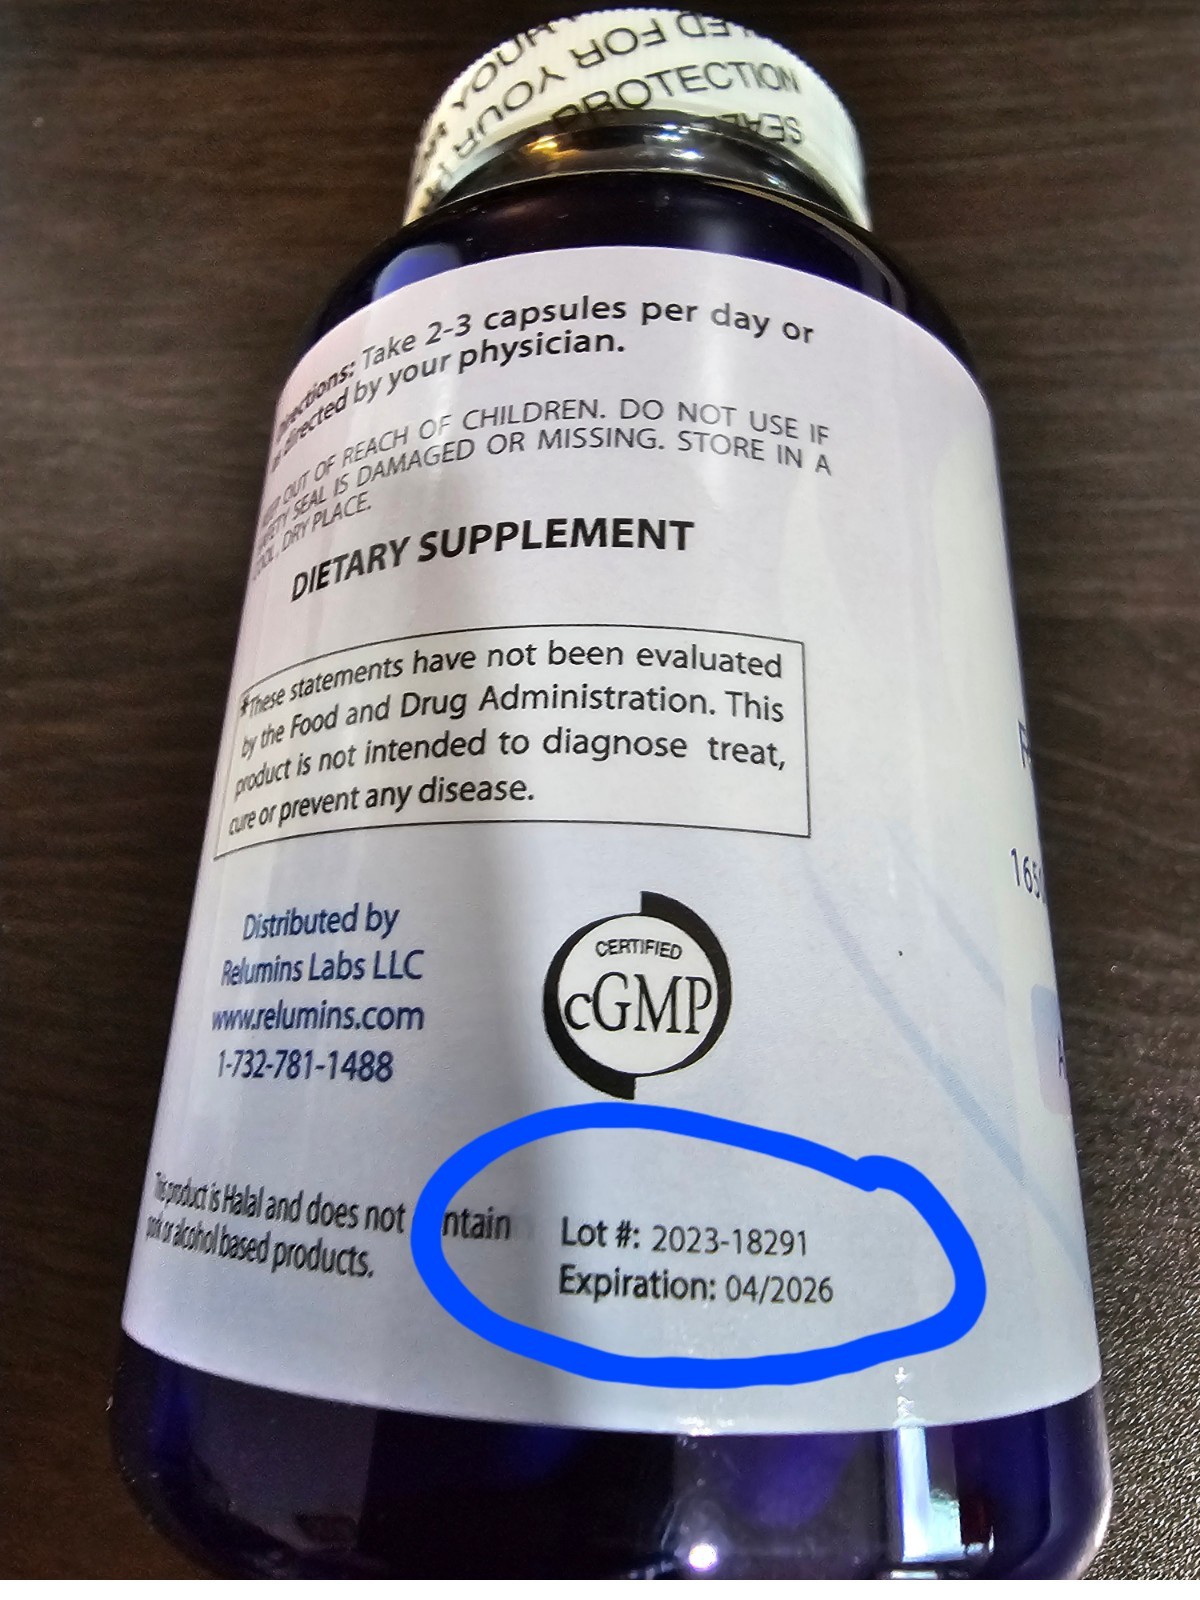 YOUR
YOUR
SEALED FOR
PROTECTION
SEAL
Directions: Take 2-3 capsules per day or
as directed by your physician.
KEEP OUT OF REACH OF CHILDREN. DO NOT USE IF
SAFETY SEAL IS DAMAGED OR MISSING. STORE IN A
COOL, DRY PLACE.
DIETARY SUPPLEMENT
*These statements have not been evaluated
by the Food and Drug Administration. This
product is not intended to diagnose treat,
cure or prevent any disease.
Distributed by
Relumins Labs LLC
www.relumins.com
1-732-781-1488
CERTIFIED
cGMP
This product is Halal and does not contain
pork or alcohol based products.
Lot #: 2023-18291
Expiration: 04/2026